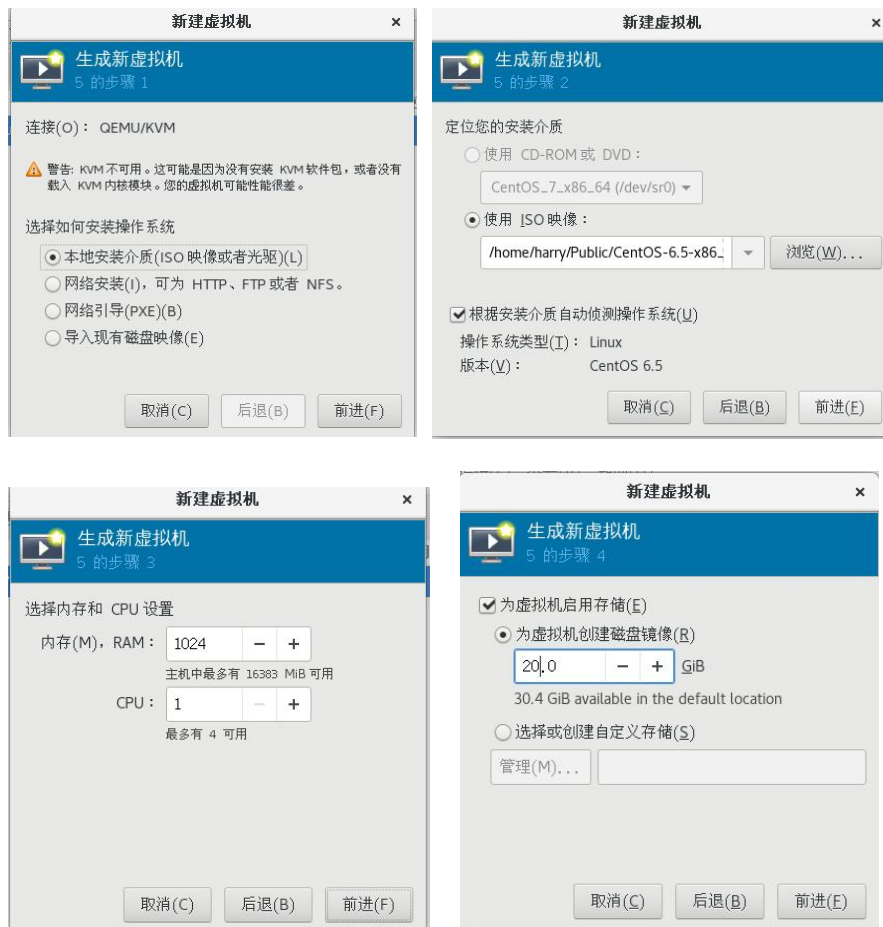 新建虚拟机 ×
生成新虚拟机
5 的步骤 1
连接(O)： QEMU/KVM
警告: KVM不可用。这可能是因为没有安装 KVM软件包，或者没有
载入 KVM内核模块。您的虚拟机可能性能很差。
选择如何安装操作系统
本地安装介质(ISO 映像或者光驱)(L)
网络安装(I)，可为 HTTP、FTP 或者 NFS。
网络引导(PXE)(B)
导入现有磁盘映像(E)
取消(C) 后退(B) 前进(F)
新建虚拟机 ×
生成新虚拟机
5 的步骤 2
定位您的安装介质
使用 CD-ROM 或 DVD：
CentOS_7_x86_64 (/dev/sr0)
使用 ISO 映像：
/home/harry/Public/CentOS-6.5-x86_ 浏览(W)...
根据安装介质自动侦测操作系统(U)
操作系统类型(T)： Linux
版本(V)： CentOS 6.5
取消(C) 后退(B) 前进(F)
新建虚拟机 ×
生成新虚拟机
5 的步骤 3
选择内存和 CPU 设置
内存(M)，RAM： 1024 − +
主机中最多有 16383 MiB 可用
CPU： 1 − +
最多有 4 可用
取消(C) 后退(B) 前进(F)
新建虚拟机 ×
生成新虚拟机
5 的步骤 4
为虚拟机启用存储(E)
为虚拟机创建磁盘镜像(R)
20.0 − + GiB
30.4 GiB available in the default location
选择或创建自定义存储(S)
管理(M)...
取消(C) 后退(B) 前进(F)